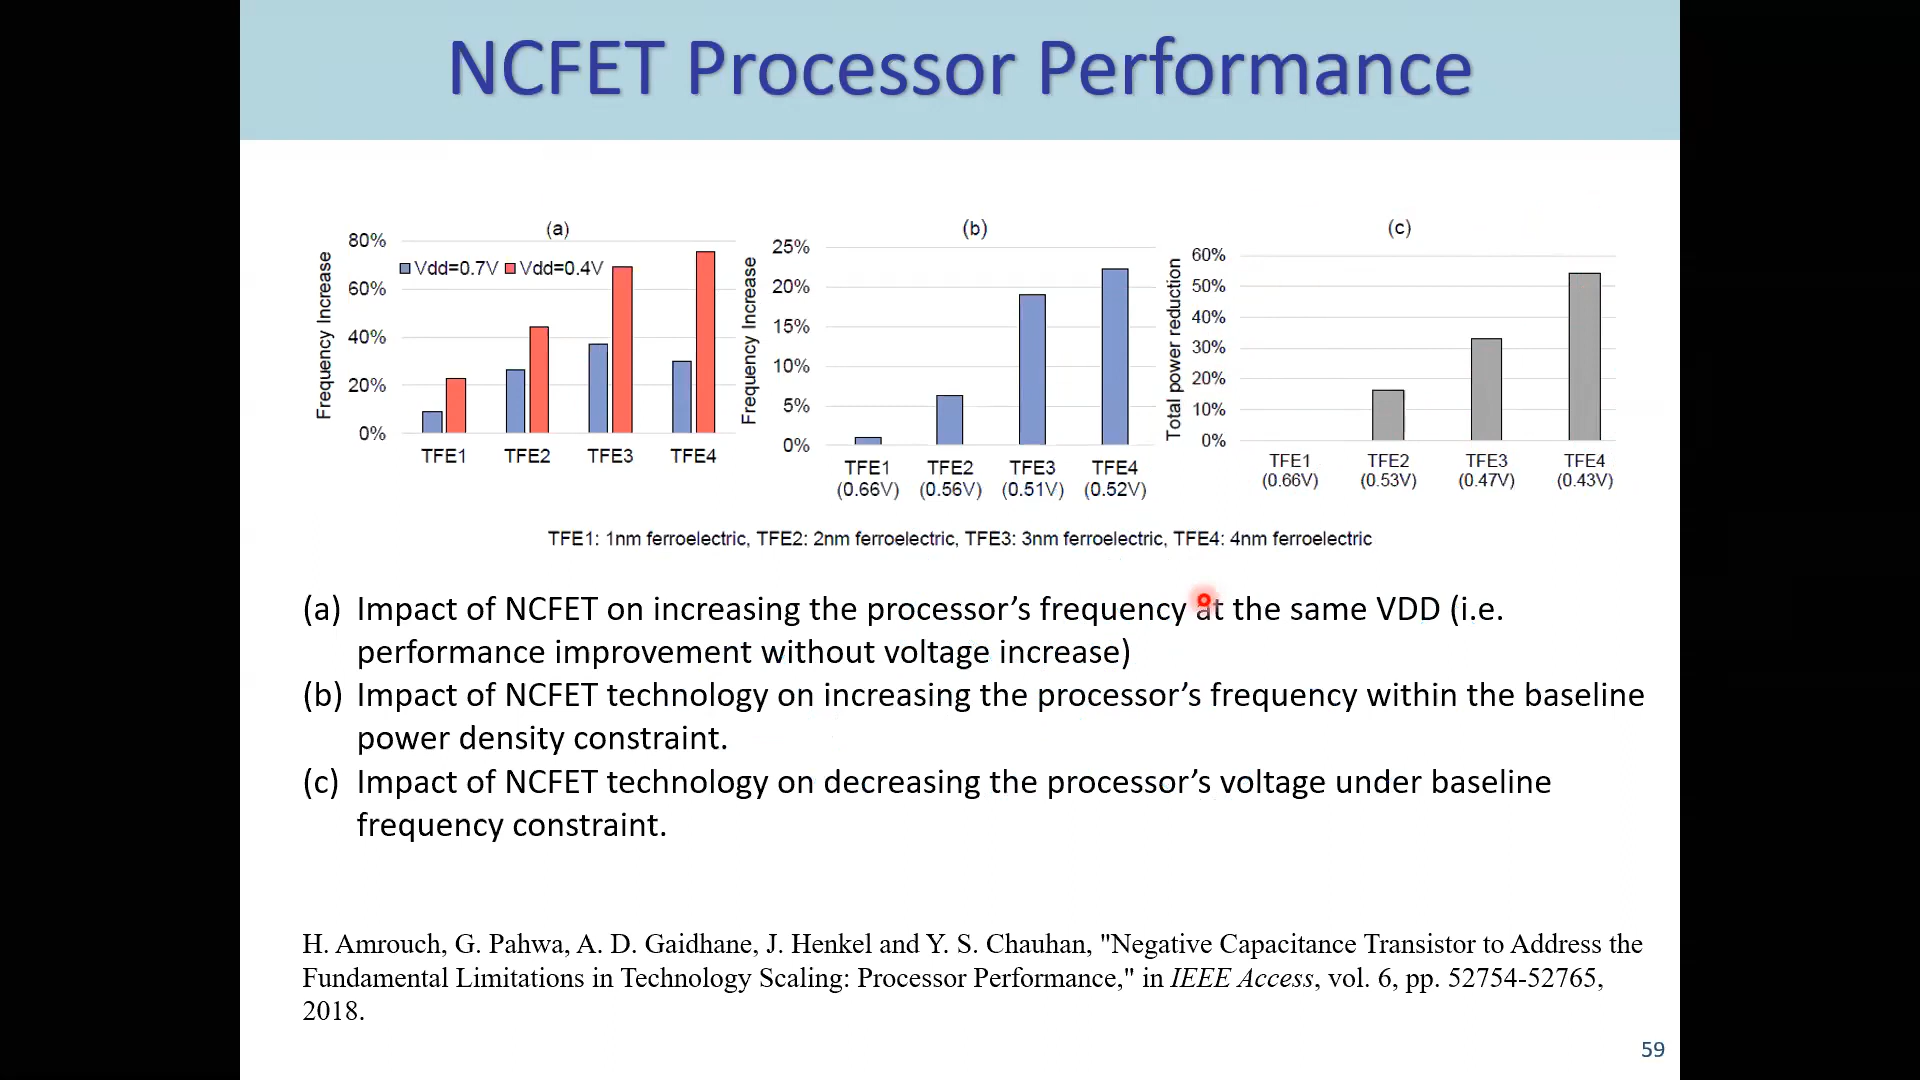 NCFET Processor Performance
(a)
Frequency Increase
80%
60%
40%
20%
0%
Vdd=0.7V Vdd=0.4V
TFE1 TFE2 TFE3 TFE4
(b)
Frequency Increase
25%
20%
15%
10%
5%
0%
TFE1 TFE2 TFE3 TFE4
(0.66V) (0.56V) (0.51V) (0.52V)
(c)
Total power reduction
60%
50%
40%
30%
20%
10%
0%
TFE1 TFE2 TFE3 TFE4
(0.66V) (0.53V) (0.47V) (0.43V)
TFE1: 1nm ferroelectric, TFE2: 2nm ferroelectric, TFE3: 3nm ferroelectric, TFE4: 4nm ferroelectric
(a) Impact of NCFET on increasing the processor’s frequency at the same VDD (i.e.
performance improvement without voltage increase)
(b) Impact of NCFET technology on increasing the processor’s frequency within the baseline
power density constraint.
(c) Impact of NCFET technology on decreasing the processor’s voltage under baseline
frequency constraint.
H. Amrouch, G. Pahwa, A. D. Gaidhane, J. Henkel and Y. S. Chauhan, "Negative Capacitance Transistor to Address the
Fundamental Limitations in Technology Scaling: Processor Performance," in IEEE Access, vol. 6, pp. 52754-52765,
2018.
59